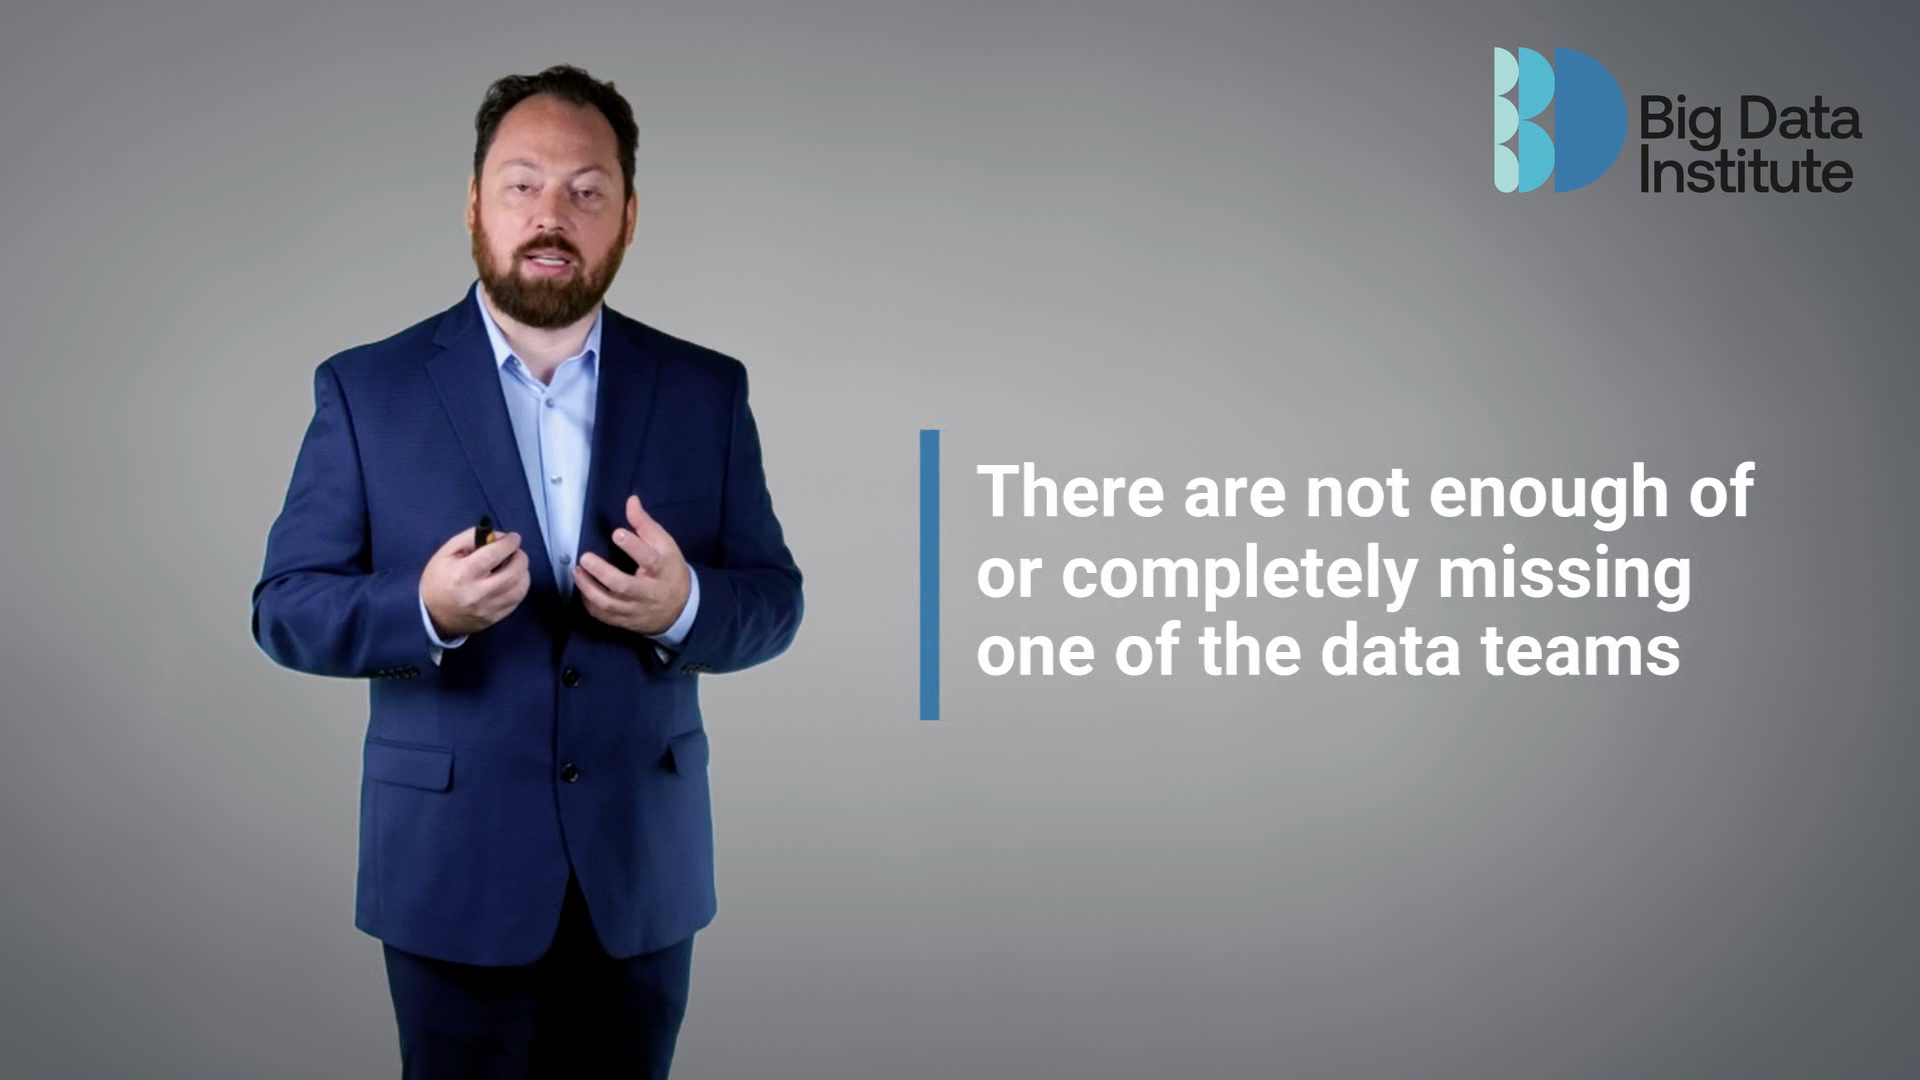 Big Data
Institute
There are not enough of
or completely missing
one of the data teams